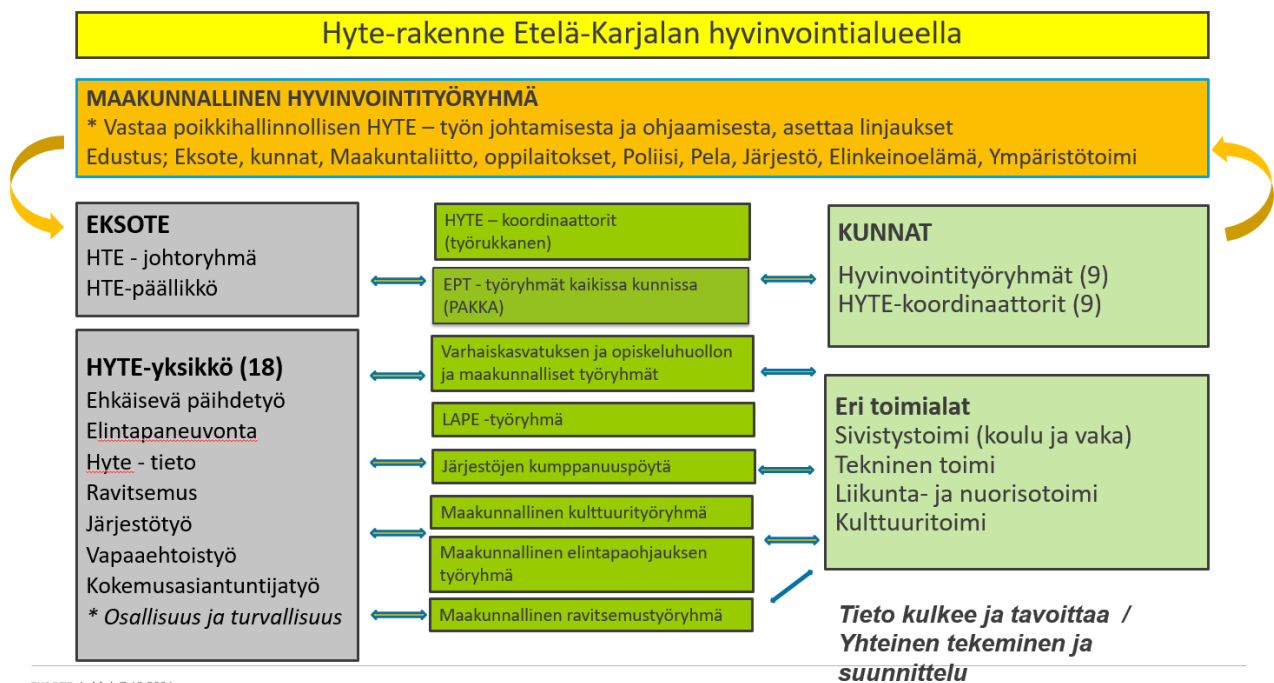 Hyte-rakenne Etelä-Karjalan hyvinvointialueella
MAAKUNNALLINEN HYVINVOINTITYÖRYHMÄ
* Vastaa poikkihallinnollisen HYTE – työn johtamisesta ja ohjaamisesta, asettaa linjaukset
Edustus; Eksote, kunnat, Maakuntaliitto, oppilaitokset, Poliisi, Pela, Järjestö, Elinkeinoelämä, Ympäristötoimi
EKSOTE
HTE - johtoryhmä
HTE-päällikkö
HYTE-yksikkö (18)
Ehkäisevä päihdetyö
Elintapaneuvonta
Hyte - tieto
Ravitsemus
Järjestötyö
Vapaaehtoistyö
Kokemusasiantuntijatyö
* Osallisuus ja turvallisuus
HYTE – koordinaattorit
(työrukkanen)
EPT - työryhmät kaikissa kunnissa
(PAKKA)
Varhaiskasvatuksen ja opiskeluhuollon
ja maakunnalliset työryhmät
LAPE -työryhmä
Järjestöjen kumppanuuspöytä
Maakunnallinen kulttuurityöryhmä
Maakunnallinen elintapaohjauksen
työryhmä
Maakunnallinen ravitsemustyöryhmä
KUNNAT
Hyvinvointityöryhmät (9)
HYTE-koordinaattorit (9)
Eri toimialat
Sivistystoimi (koulu ja vaka)
Tekninen toimi
Liikunta- ja nuorisotoimi
Kulttuuritoimi
Tieto kulkee ja tavoittaa /
Yhteinen tekeminen ja
suunnittelu